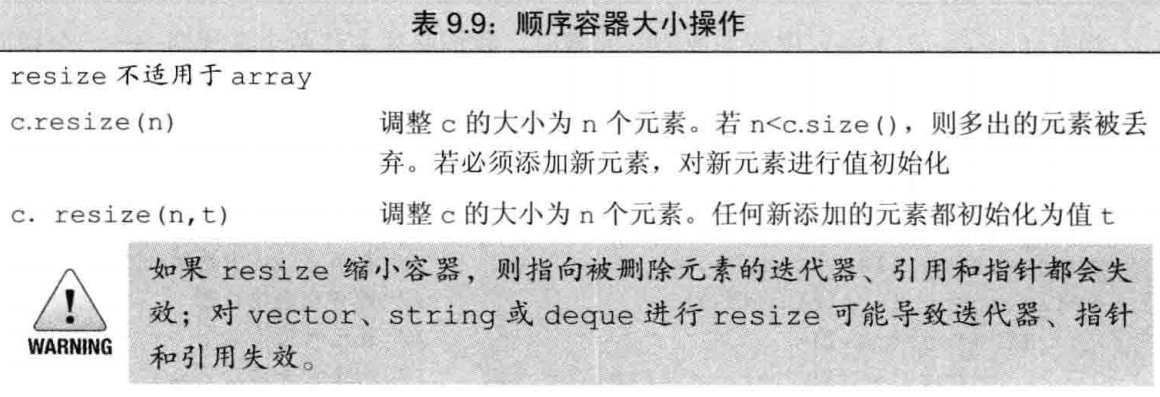 表 9.9：顺序容器大小操作
resize 不适用于 array
c.resize(n) 调整 c 的大小为 n 个元素。若 n<c.size()，则多出的元素被丢
弃。若必须添加新元素，对新元素进行值初始化
c. resize(n,t) 调整 c 的大小为 n 个元素。任何新添加的元素都初始化为值 t
如果 resize 缩小容器，则指向被删除元素的迭代器、引用和指针都会失
效；对 vector、string 或 deque 进行 resize 可能导致迭代器、指针
和引用失效。
WARNING